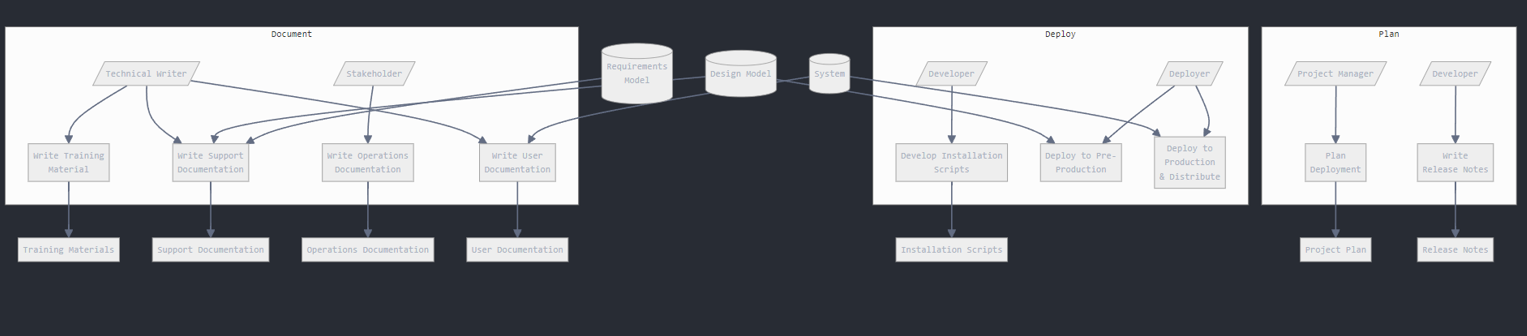 Document
Deploy
Plan
Technical Writer
Stakeholder
Requirements
Model
Design Model
System
Developer
Deployer
Project Manager
Developer
Write Training
Material
Write Support
Documentation
Write Operations
Documentation
Write User
Documentation
Develop Installation
Scripts
Deploy to Pre-
Production
Deploy to
Production
& Distribute
Plan
Deployment
Write
Release Notes
Training Materials
Support Documentation
Operations Documentation
User Documentation
Installation Scripts
Project Plan
Release Notes